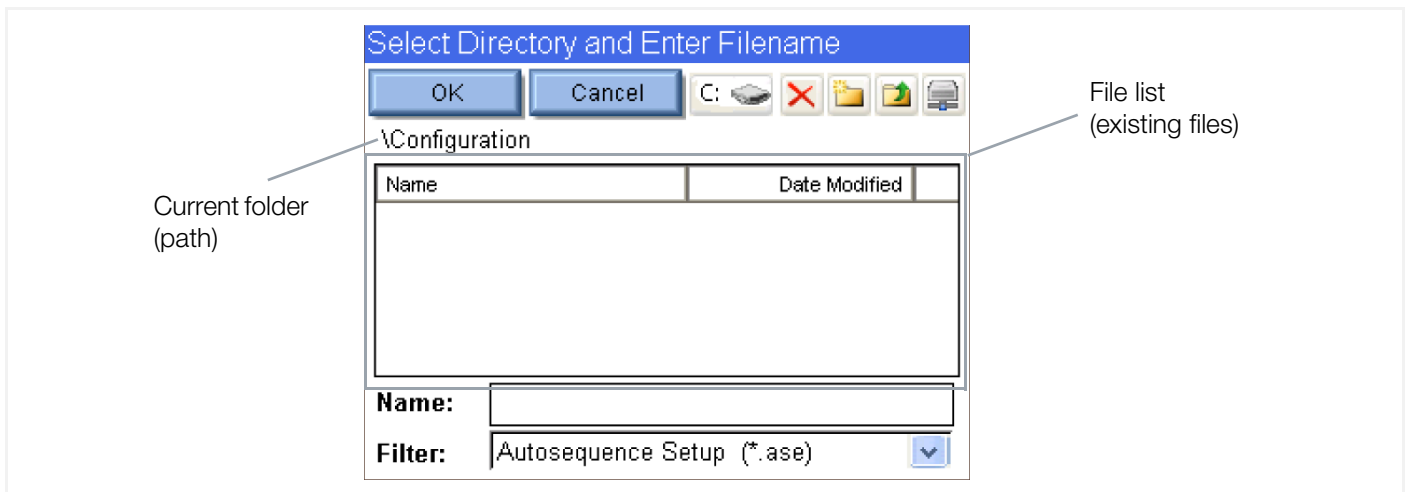 Select Directory and Enter Filename
OK Cancel C:
\Configuration
Name Date Modified
File list
(existing files)
Current folder
(path)
Name:
Filter: Autosequence Setup (*.ase)